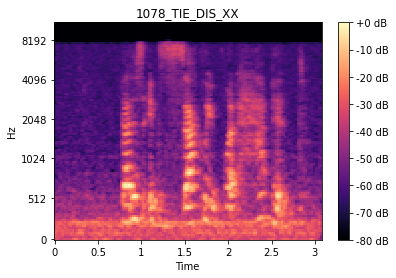 1078_TIE_DIS_XX
Hz
8192
4096
2048
1024
512
0
0 0.5 1 1.5 2 2.5 3
Time
+0 dB
-10 dB
-20 dB
-30 dB
-40 dB
-50 dB
-60 dB
-70 dB
-80 dB